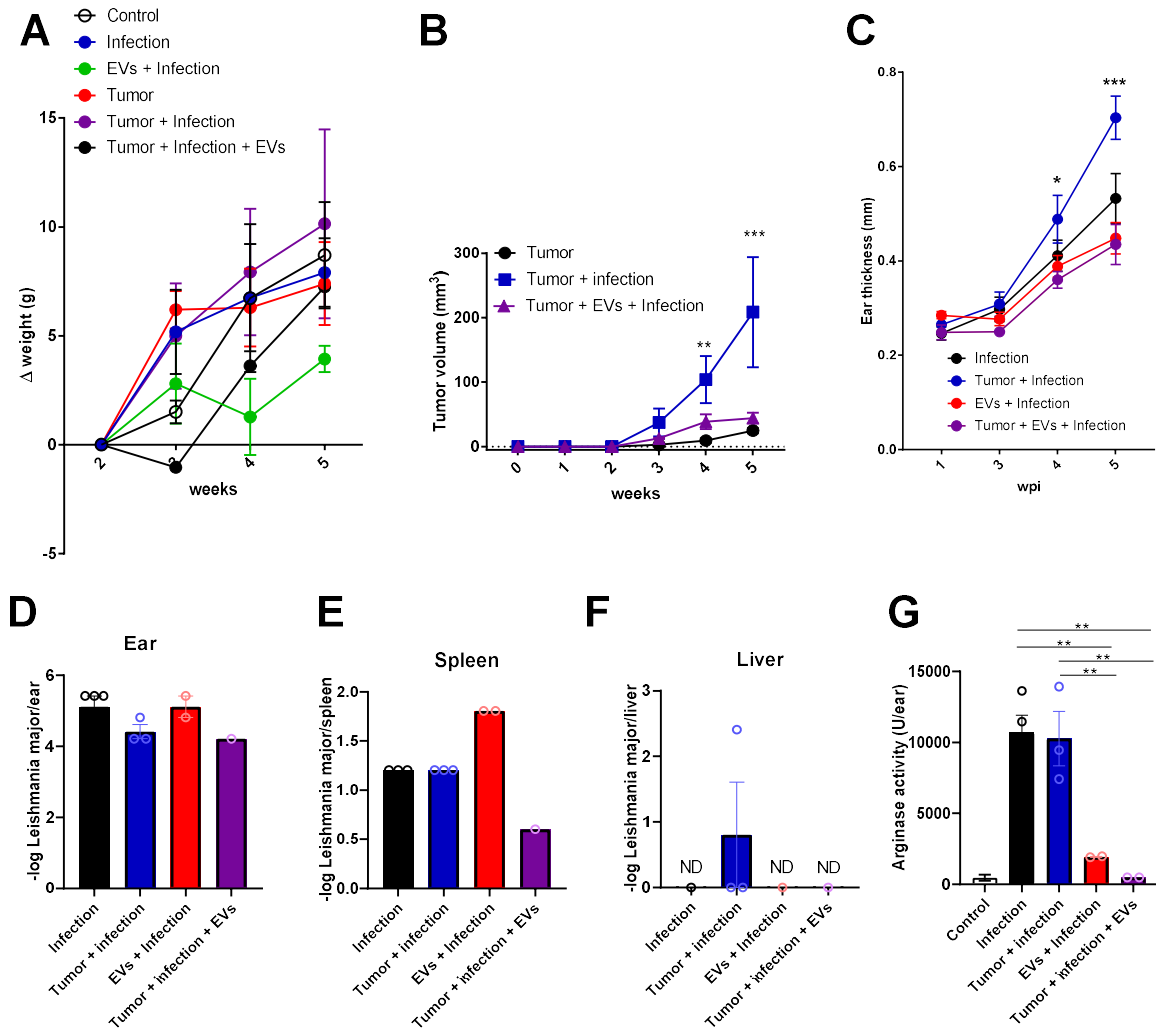 A
Control
Infection
EVs + Infection
Tumor
Tumor + Infection
Tumor + Infection + EVs
15
10
5
0
-5
Δ weight (g)
2
3
4
5
weeks
B
Tumor
Tumor + infection
Tumor + EVs + Infection
***
**
300
200
100
0
Tumor volume (mm³)
0
1
2
3
4
5
weeks
C
0.8
0.6
0.4
0.2
0.0
Ear thickness (mm)
*
***
Infection
Tumor + Infection
EVs + Infection
Tumor + EVs + Infection
1
3
4
5
wpi
D
Ear
6
4
2
0
-log Leishmania major/ear
Infection
Tumor + infection
EVs + Infection
Tumor + infection + EVs
E
Spleen
2.0
1.5
1.0
0.5
0.0
-log Leishmania major/spleen
Infection
Tumor + infection
EVs + Infection
Tumor + infection + EVs
F
Liver
3
2
1
0
-log Leishmania major/liver
ND
ND
ND
Infection
Tumor + infection
EVs + Infection
Tumor + infection + EVs
G
**
**
**
**
15000
10000
5000
0
Arginase activity (U/ear)
Control
Infection
Tumor + infection
EVs + Infection
Tumor + infection + EVs